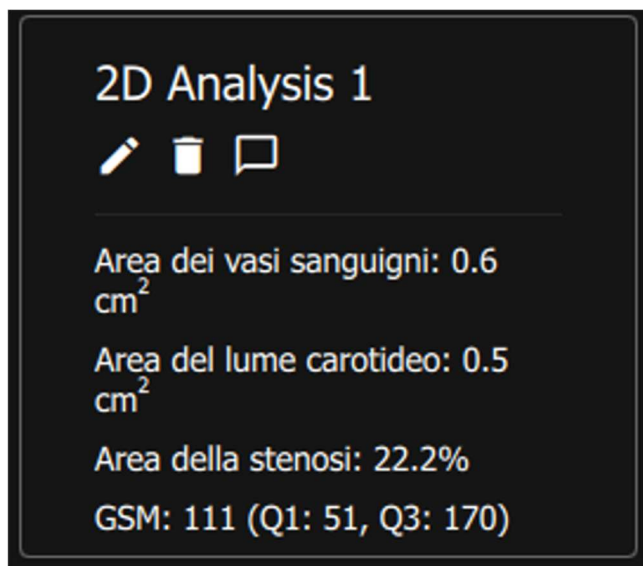 2D Analysis 1
Area dei vasi sanguigni: 0.6
cm²
Area del lume carotideo: 0.5
cm²
Area della stenosi: 22.2%
GSM: 111 (Q1: 51, Q3: 170)